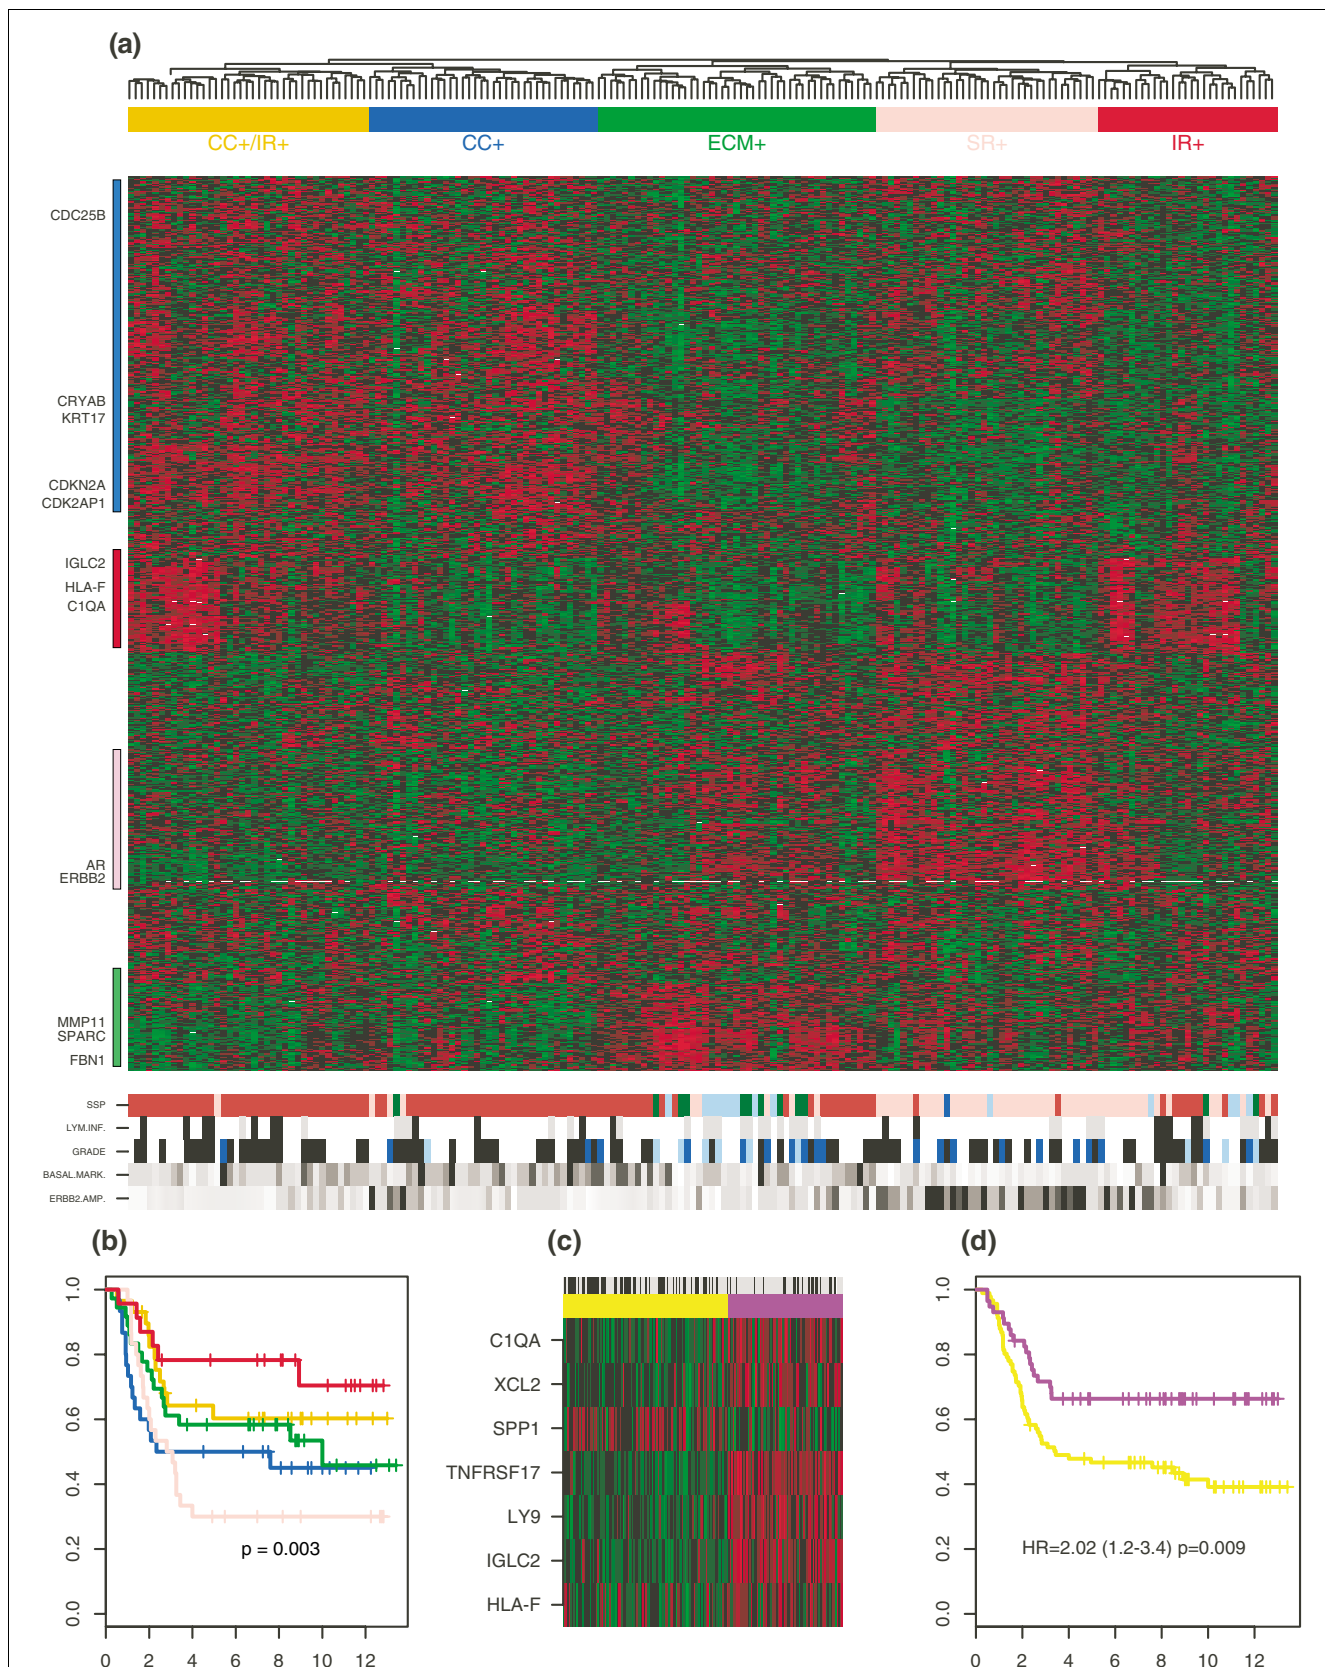 (a)
CC+/IR+ CC+ ECM+ SR+ IR+
CDC25B
CRYAB
KRT17
CDKN2A
CDK2AP1
IGLC2
HLA-F
C1QA
AR
ERBB2
MMP11
SPARC
FBN1
SSP
LYM.INF.
GRADE
BASAL.MARK.
ERBB2.AMP.
(b)
1.0
0.8
0.6
0.4
0.2
0.0
p = 0.003
0 2 4 6 8 10 12
(c)
C1QA
XCL2
SPP1
TNFRSF17
LY9
IGLC2
HLA-F
(d)
1.0
0.8
0.6
0.4
0.2
0.0
HR=2.02 (1.2-3.4) p=0.009
0 2 4 6 8 10 12